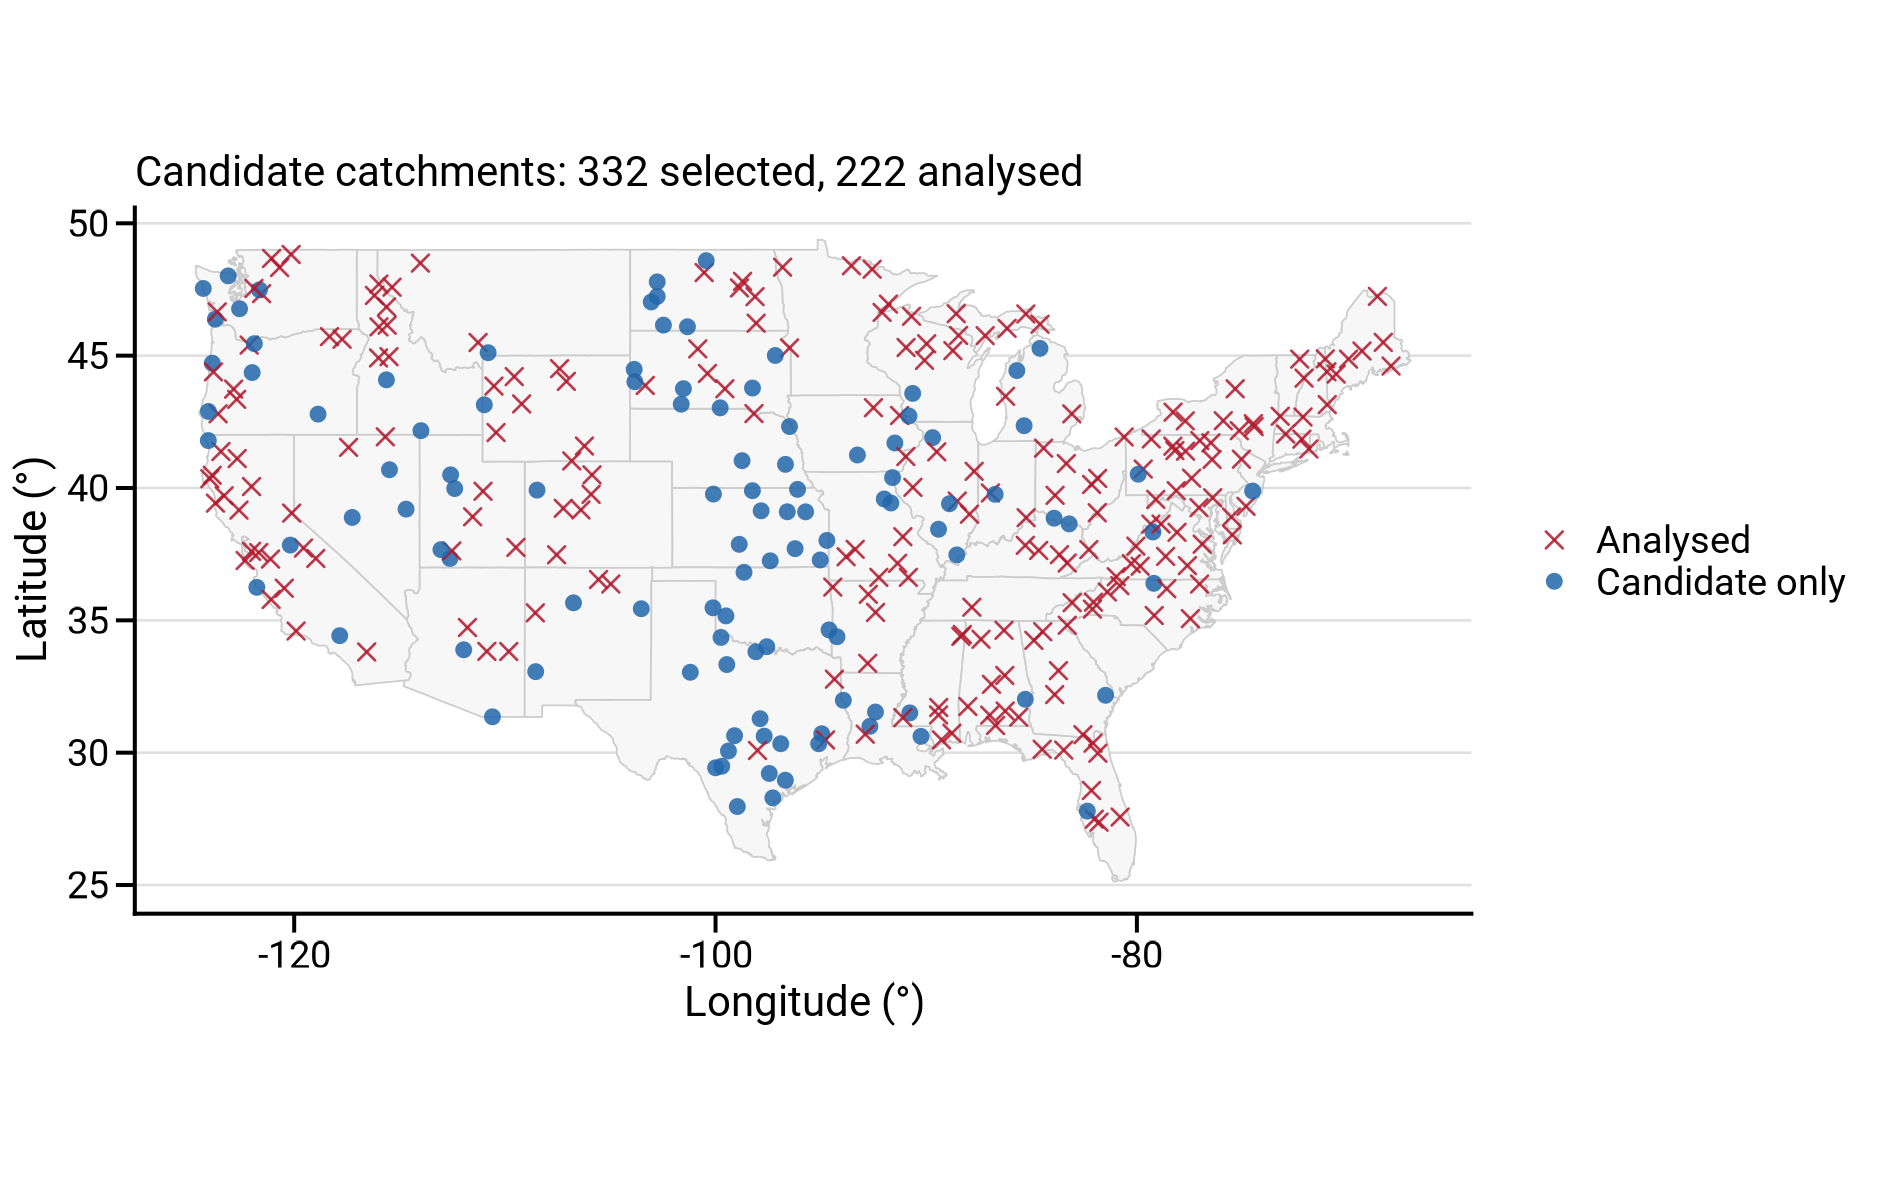 Candidate catchments: 332 selected, 222 analysed
50
45
40
35
30
25
Latitude (°)
-120
-100
-80
Longitude (°)
Analysed
Candidate only